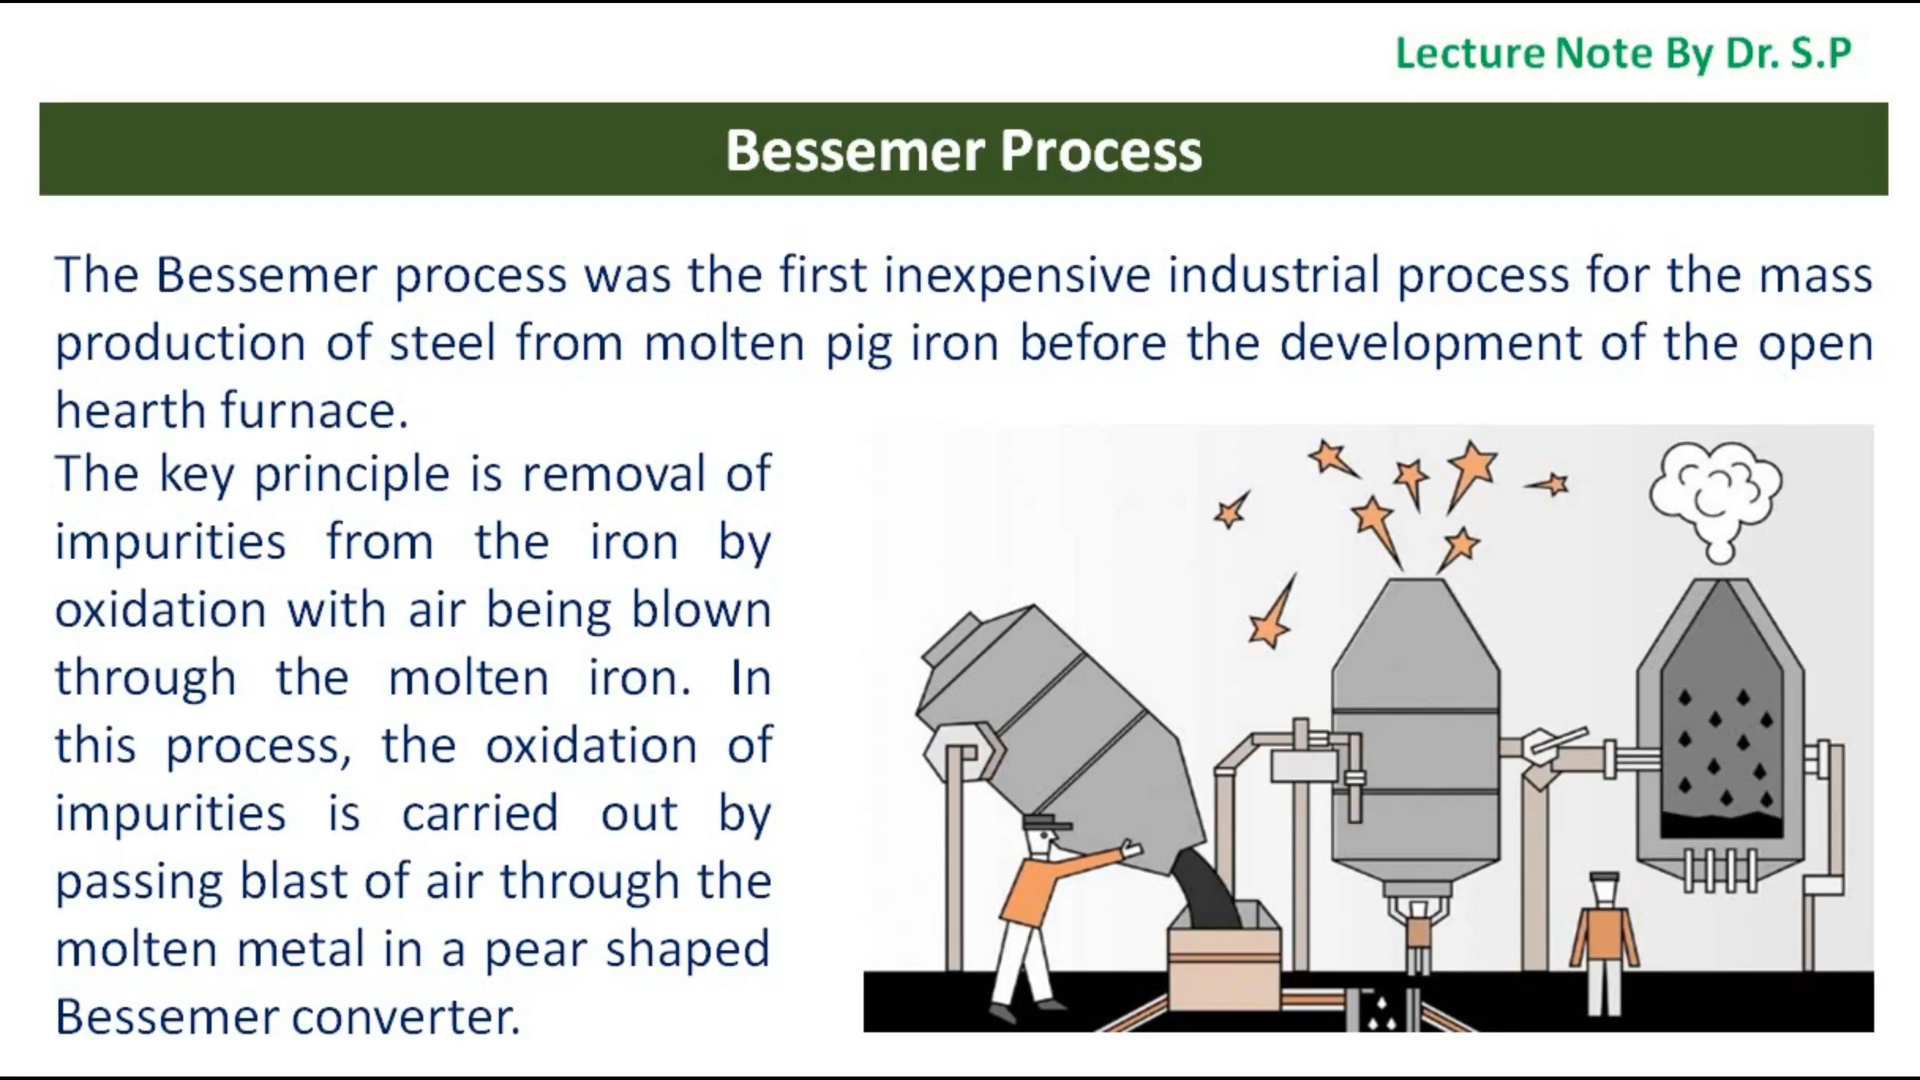 Lecture Note By Dr. S.P
Bessemer Process
The Bessemer process was the first inexpensive industrial process for the mass
production of steel from molten pig iron before the development of the open
hearth furnace.
The key principle is removal of
impurities from the iron by
oxidation with air being blown
through the molten iron. In
this process, the oxidation of
impurities is carried out by
passing blast of air through the
molten metal in a pear shaped
Bessemer converter.